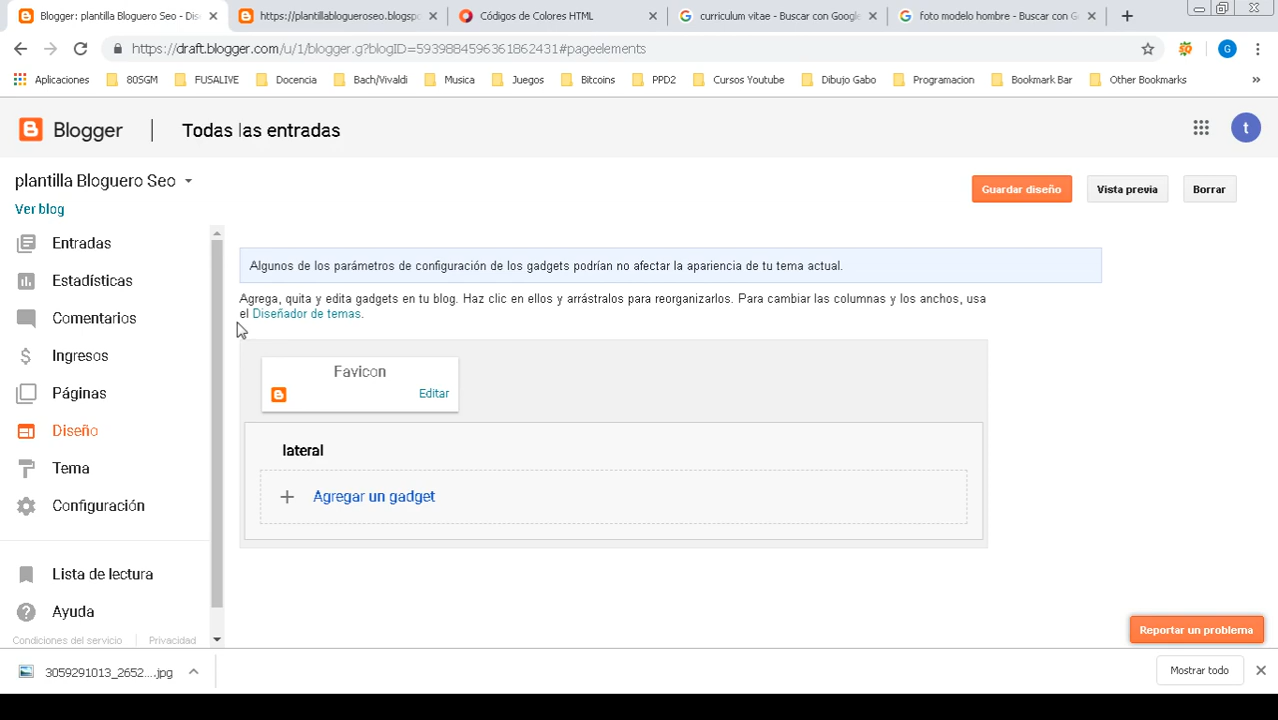 Blogger: plantilla Bloguero Seo - Dis
https://plantillablogueroseo.blogspo
Códigos de Colores HTML
curriculum vitae - Buscar con Google
foto modelo hombre - Buscar con G
https://draft.blogger.com/u/1/blogger.g?blogID=5939884596361862431#pageelements
G
Aplicaciones
80SGM
FUSALIVE
Docencia
Bach/Vivaldi
Musica
Juegos
Bitcoins
PPD2
Cursos Youtube
Dibujo Gabo
Programacion
Bookmark Bar
Other Bookmarks
»
Blogger
Todas las entradas
t
plantilla Bloguero Seo
Guardar diseño
Vista previa
Borrar
Ver blog
Entradas
Estadísticas
Comentarios
Ingresos
Páginas
Diseño
Tema
Configuración
Lista de lectura
Ayuda
Condiciones del servicio
Privacidad
Algunos de los parámetros de configuración de los gadgets podrían no afectar la apariencia de tu tema actual.
Agrega, quita y edita gadgets en tu blog. Haz clic en ellos y arrástralos para reorganizarlos. Para cambiar las columnas y los anchos, usa
el Diseñador de temas.
Favicon
Editar
lateral
Agregar un gadget
Reportar un problema
3059291013_2652....jpg
Mostrar todo